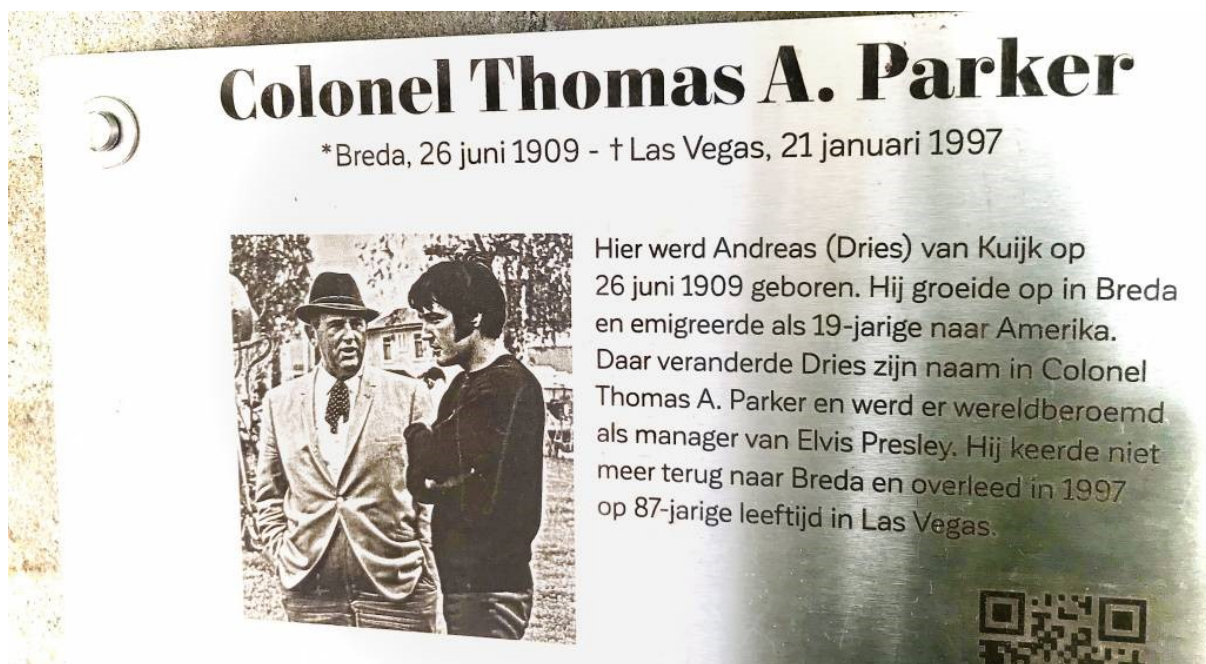 Colonel Thomas A. Parker
*Breda, 26 juni 1909 - † Las Vegas, 21 januari 1997
Hier werd Andreas (Dries) van Kuijk op
26 juni 1909 geboren. Hij groeide op in Breda
en emigreerde als 19-jarige naar Amerika.
Daar veranderde Dries zijn naam in Colonel
Thomas A. Parker en werd er wereldberoemd
als manager van Elvis Presley. Hij keerde niet
meer terug naar Breda en overleed in 1997
op 87-jarige leeftijd in Las Vegas.